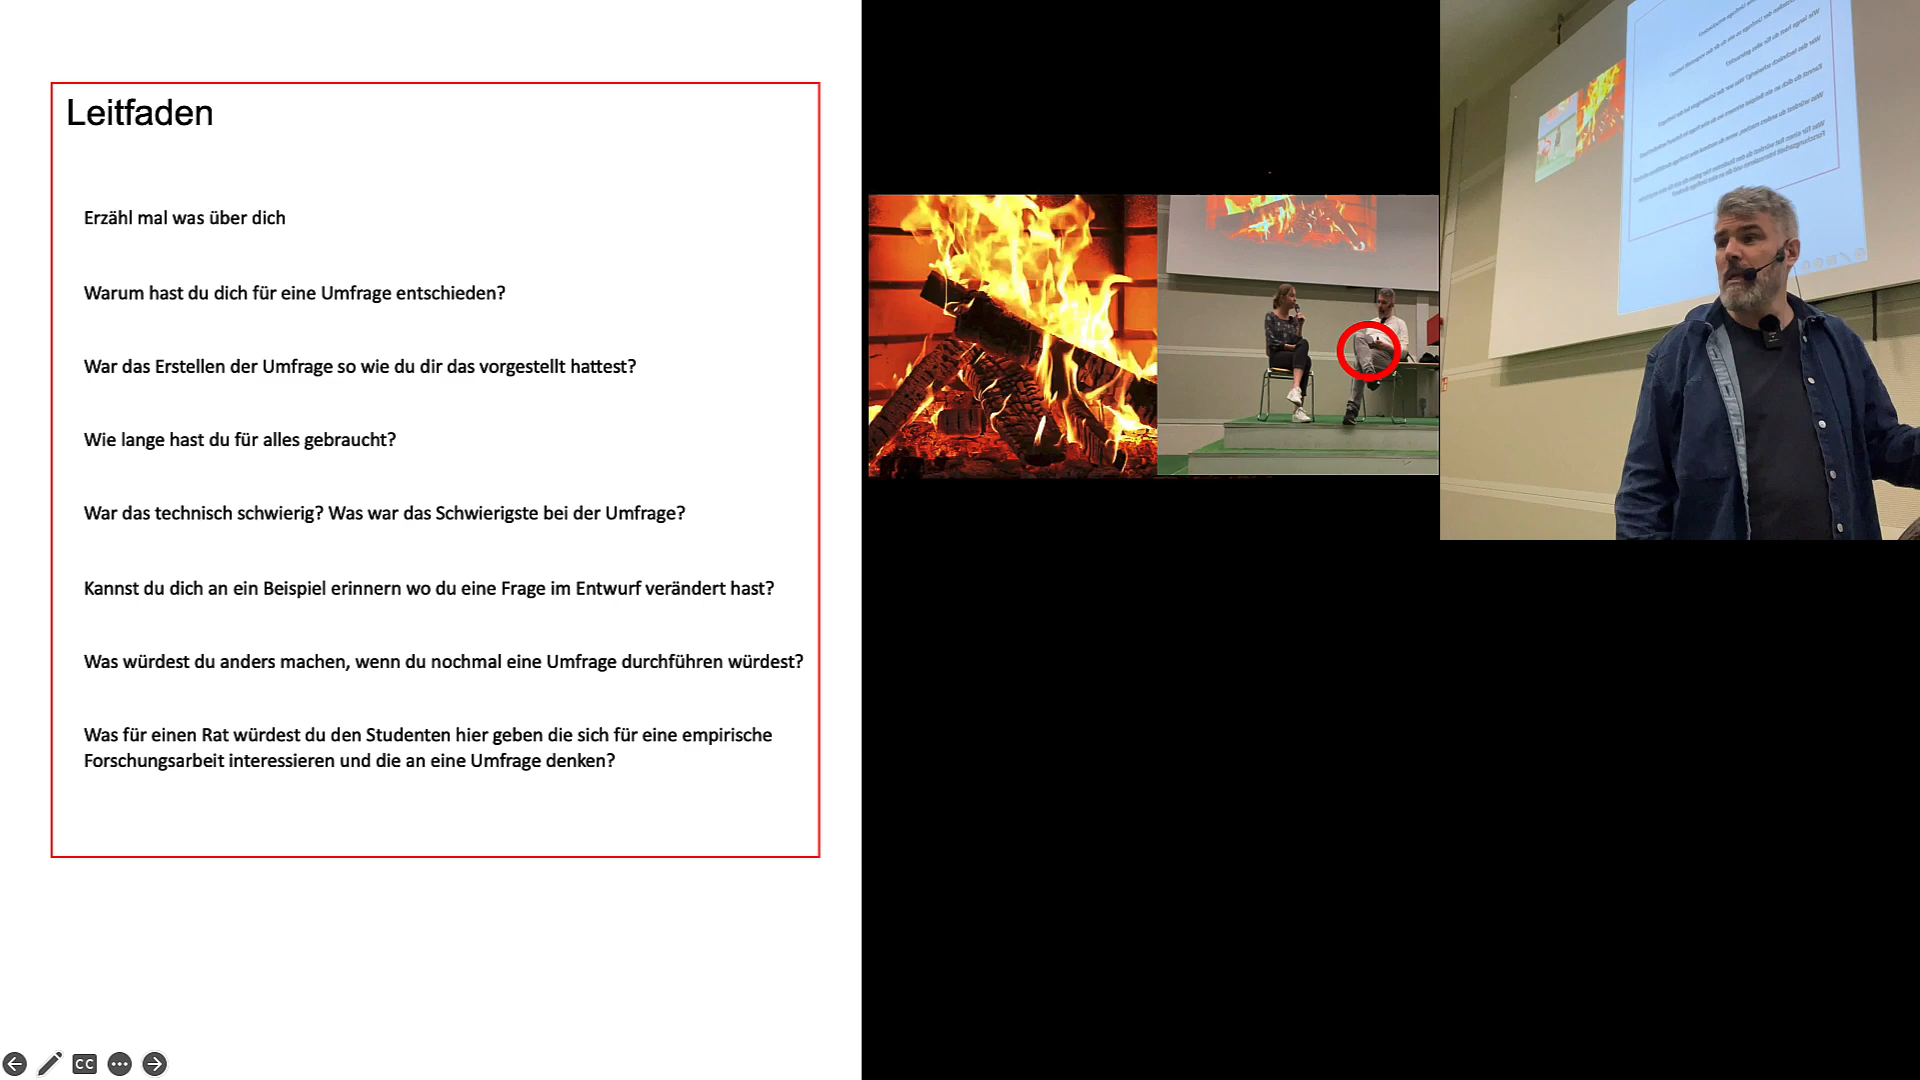 Leitfaden
Erzähl mal was über dich
Warum hast du dich für eine Umfrage entschieden?
War das Erstellen der Umfrage so wie du dir das vorgestellt hattest?
Wie lange hast du für alles gebraucht?
War das technisch schwierig? Was war das Schwierigste bei der Umfrage?
Kannst du dich an ein Beispiel erinnern wo du eine Frage im Entwurf verändert hast?
Was würdest du anders machen, wenn du nochmal eine Umfrage durchführen würdest?
Was für einen Rat würdest du den Studenten hier geben die sich für eine empirische
Forschungsarbeit interessieren und die an eine Umfrage denken?
CC